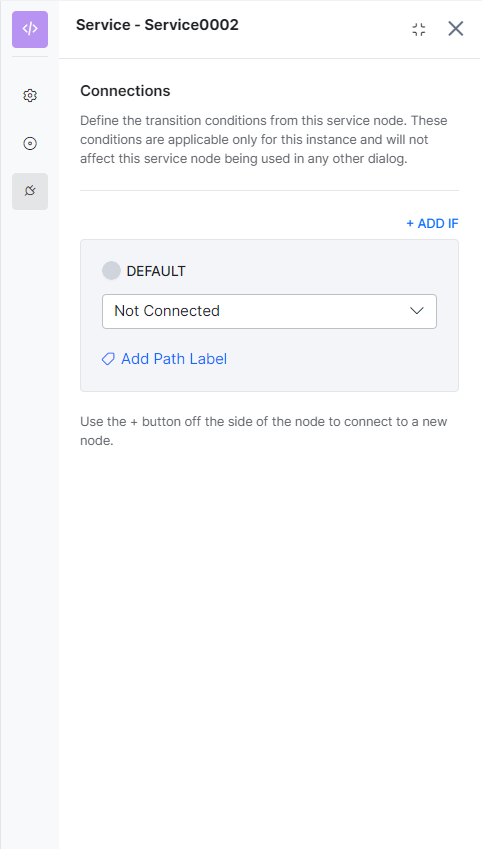 Service - Service0002
Connections
Define the transition conditions from this service node. These
conditions are applicable only for this instance and will not
affect this service node being used in any other dialog.
+ ADD IF
DEFAULT
Not Connected
Add Path Label
Use the + button off the side of the node to connect to a new
node.